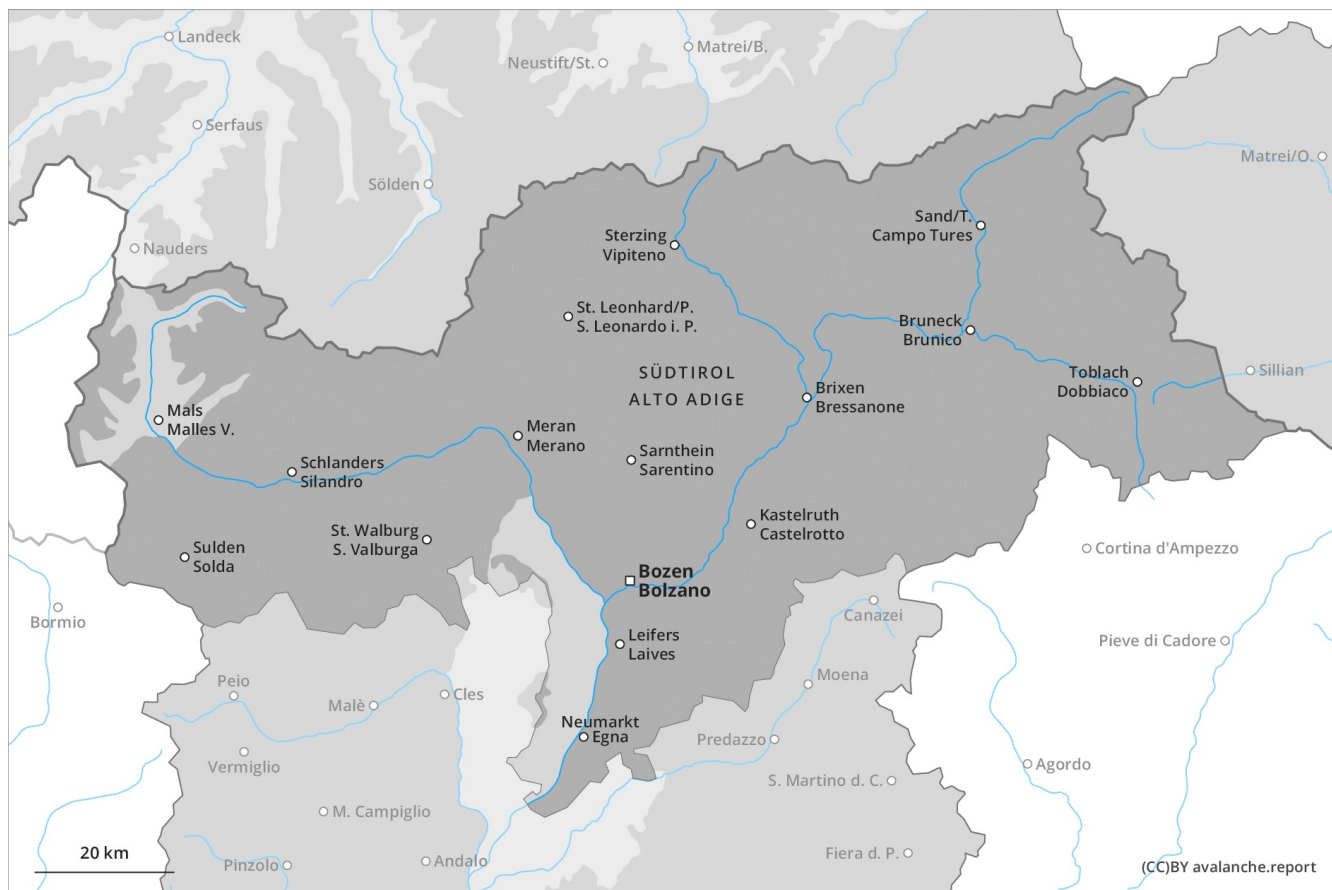 Landeck
Matrei/B.
Neustift/St.
Serfaus
Matrei/O.
Sölden
Sand/T.
Campo Tures
Nauders
Sterzing
Vipiteno
St. Leonhard/P.
S. Leonardo i. P.
Bruneck
Brunico
SÜDTIROL
ALTO ADIGE
Toblach
Dobbiaco
Sillian
Brixen
Bressanone
Mals
Malles V.
Meran
Merano
Sarnthein
Sarentino
Schlanders
Silandro
Kastelruth
Castelrotto
St. Walburg
S. Valburga
Sulden
Solda
Cortina d'Ampezzo
Bozen
Bolzano
Bormio
Canazei
Leifers
Laives
Pieve di Cadore
Moena
Peio
Malè
Cles
Neumarkt
Egna
Predazzo
Vermiglio
Agordo
S. Martino d. C.
M. Campiglio
20 km
Pinzolo
Andalo
Fiera d. P.
(CC)BY avalanche.report